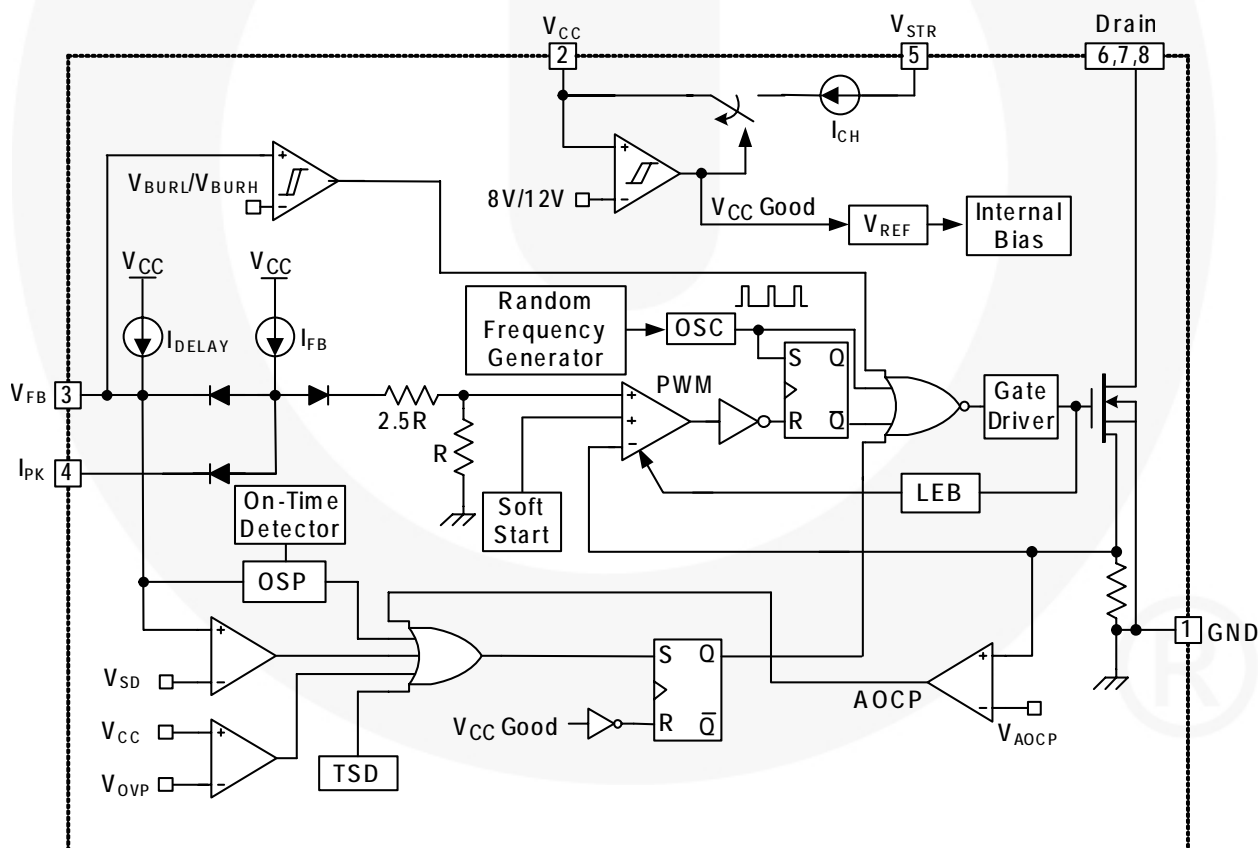 VCC
VSTR
Drain
2
5
6,7,8
ICH
+
VBURL/VBURH
−
+
8V/12V
−
VCC Good
VREF
Internal
Bias
VCC
VCC
Random
Frequency
Generator
OSC
IDELAY
IFB
S Q
R Q̅
VFB 3
2.5R
R
PWM
+
+
−
Gate
Driver
IPK 4
On-Time
Detector
Soft
Start
LEB
OSP
1 GND
+
VSD
−
S Q
R Q̅
VCC Good
AOCP
+
−
VAOCP
VCC
+
VOVP
−
TSD
®